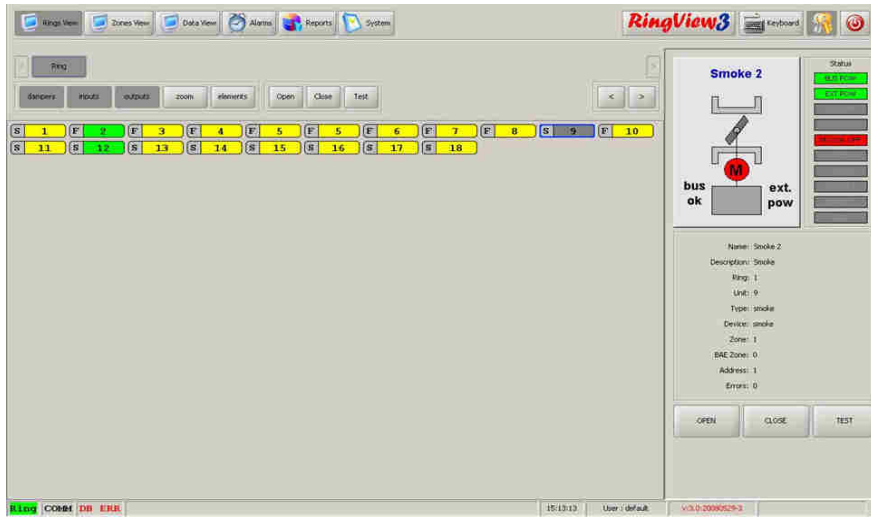 Rings View Zones View Data View Alarms Reports System RingView3 Keyboard
Ring
dampers inputs outputs zoom elements Open Close Test < >
S 1 F 2 F 3 F 4 F 5 F 5 F 6 F 7 F 8 S 9 F 10
S 11 S 12 S 13 S 14 S 15 S 16 S 17 S 18
Smoke 2
M
bus ok
ext. pow
Status
BUS POW
EXT POW
Name: Smoke 2
Description: Smoke
Ring: 1
Unit: 9
Type: smoke
Device: smoke
Zone: 1
BAE Zone: 0
Address: 1
Errors: 0
OPEN CLOSE TEST
Ring COMM DB ERR 15:13:13 User : default v:3.0-20080529-3